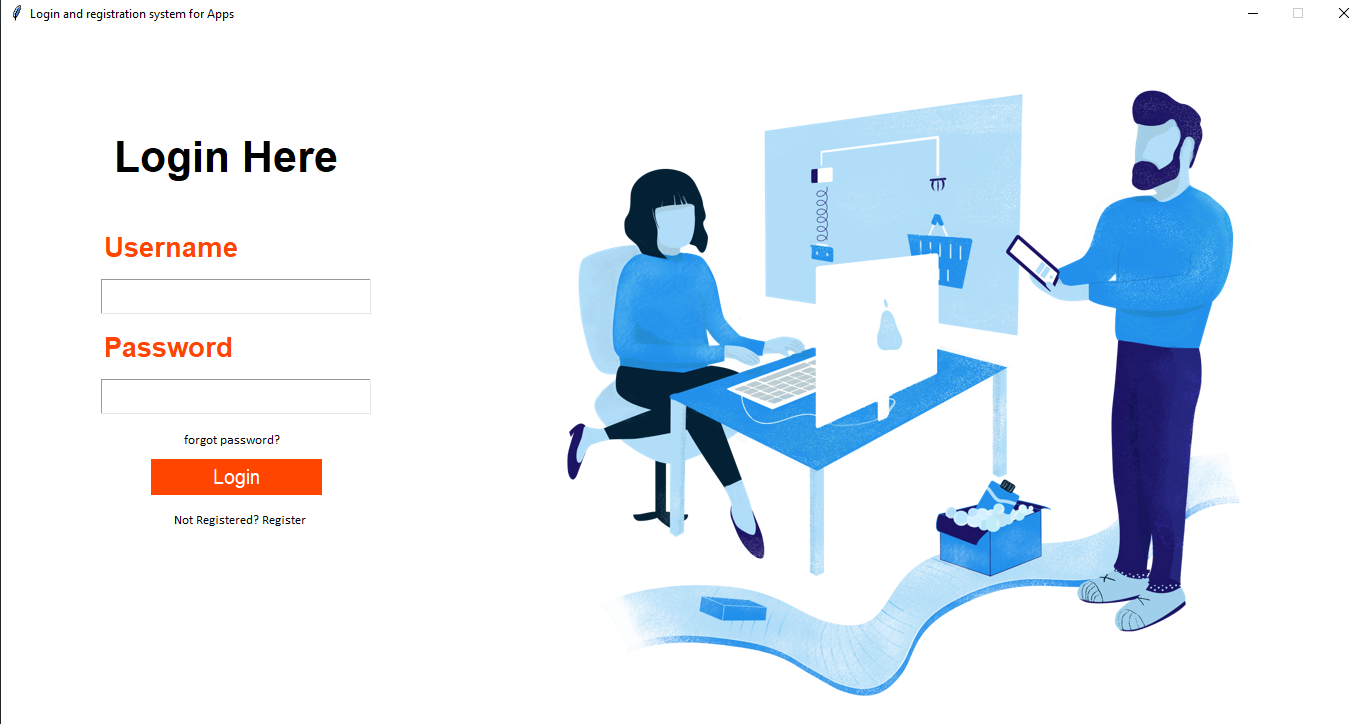 Login and registration system for Apps
Login Here
Username
Password
forgot password?
Login
Not Registered? Register